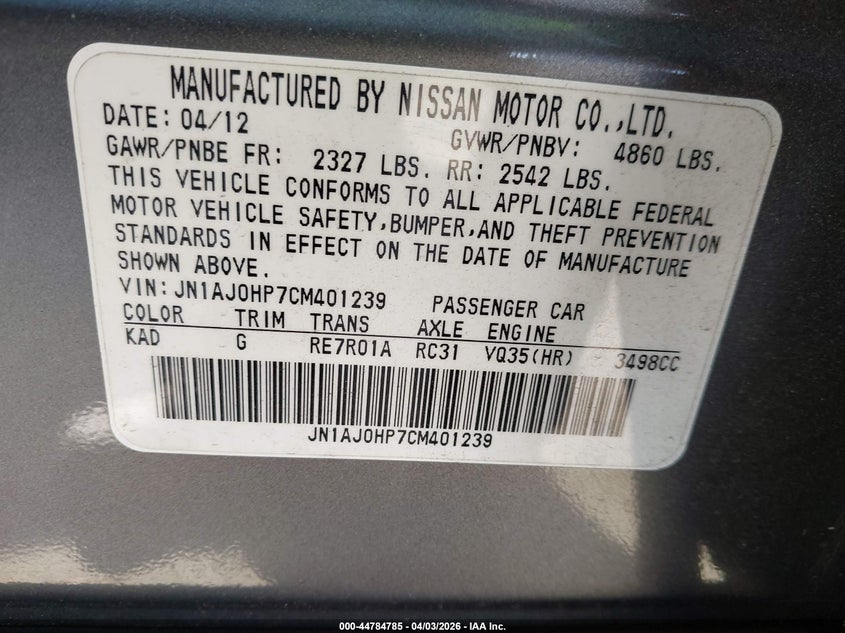 MANUFACTURED BY NISSAN MOTOR CO.,LTD.
DATE: 04/12 GVWR/PNBV: 4860 LBS.
GAWR/PNBE FR: 2327 LBS. RR: 2542 LBS.
THIS VEHICLE CONFORMS TO ALL APPLICABLE FEDERAL
MOTOR VEHICLE SAFETY,BUMPER,AND THEFT PREVENTION
STANDARDS IN EFFECT ON THE DATE OF MANUFACTURE
SHOWN ABOVE.
VIN:JN1AJ0HP7CM401239 PASSENGER CAR
COLOR TRIM TRANS AXLE ENGINE
KAD G RE7R01A RC31 VQ35(HR) 3498CC
JN1AJ0HP7CM401239
000-44784785 - 04/03/2026 - IAA Inc.